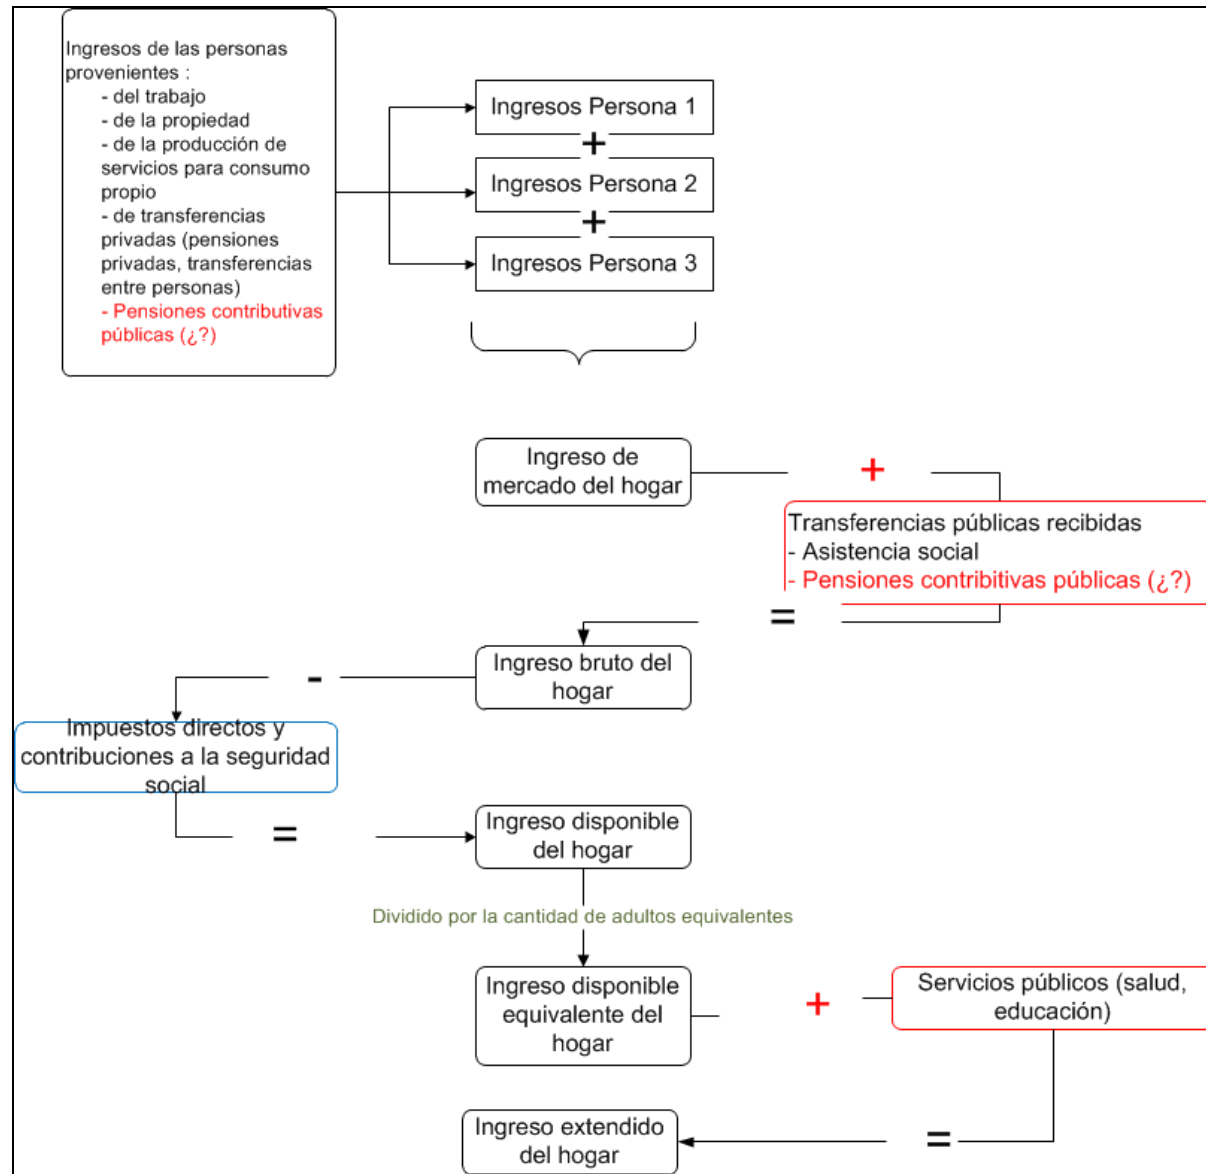 Ingresos de las personas
provenientes :
- del trabajo
- de la propiedad
- de la producción de
servicios para consumo
propio
- de transferencias
privadas (pensiones
privadas, transferencias
entre personas)
- Pensiones contributivas
públicas (¿?)
Ingresos Persona 1
+
Ingresos Persona 2
+
Ingresos Persona 3
Ingreso de
mercado del hogar
+
Transferencias públicas recibidas
- Asistencia social
- Pensiones contribitivas públicas (¿?)
=
Ingreso bruto del
hogar
-
Impuestos directos y
contribuciones a la seguridad
social
=
Ingreso disponible
del hogar
Dividido por la cantidad de adultos equivalentes
Ingreso disponible
equivalente del
hogar
+
Servicios públicos (salud,
educación)
=
Ingreso extendido
del hogar